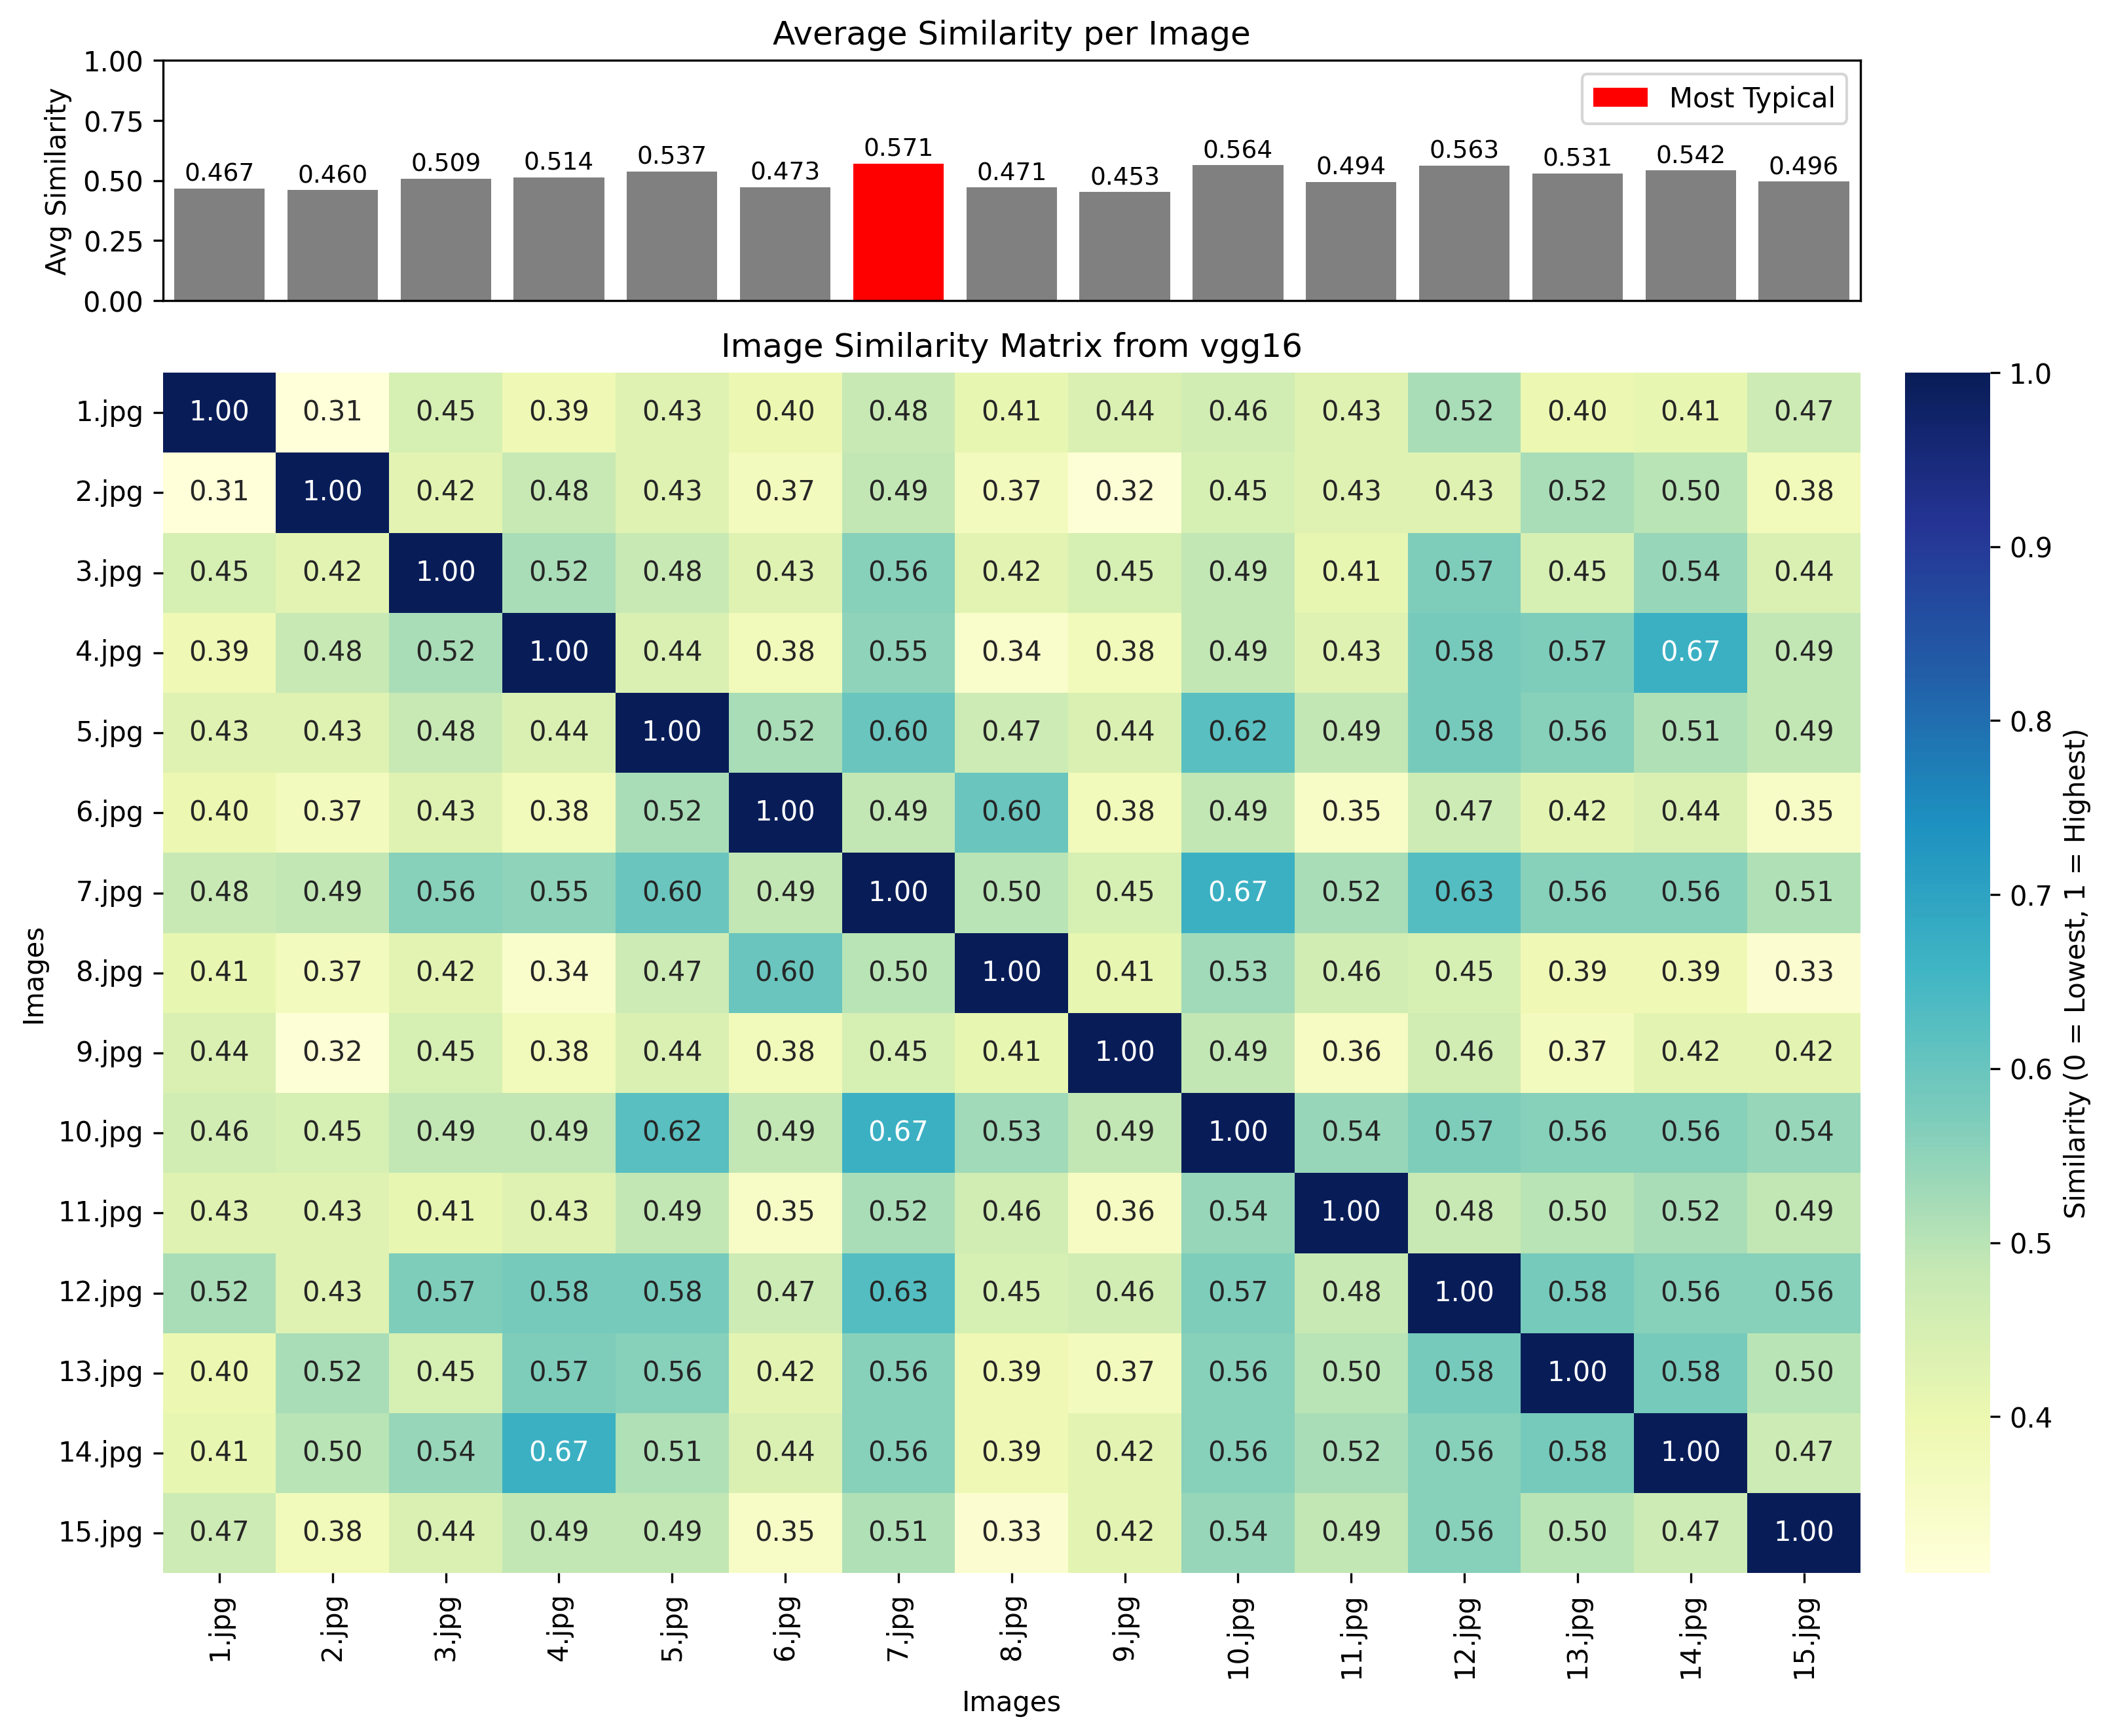 Average Similarity per Image
Avg Similarity
1.00
0.75
0.50
0.25
0.00
Most Typical
0.467 0.460 0.509 0.514 0.537 0.473 0.571 0.471 0.453 0.564 0.494 0.563 0.531 0.542 0.496
Image Similarity Matrix from vgg16
Images
1.jpg 1.00 0.31 0.45 0.39 0.43 0.40 0.48 0.41 0.44 0.46 0.43 0.52 0.40 0.41 0.47
2.jpg 0.31 1.00 0.42 0.48 0.43 0.37 0.49 0.37 0.32 0.45 0.43 0.43 0.52 0.50 0.38
3.jpg 0.45 0.42 1.00 0.52 0.48 0.43 0.56 0.42 0.45 0.49 0.41 0.57 0.45 0.54 0.44
4.jpg 0.39 0.48 0.52 1.00 0.44 0.38 0.55 0.34 0.38 0.49 0.43 0.58 0.57 0.67 0.49
5.jpg 0.43 0.43 0.48 0.44 1.00 0.52 0.60 0.47 0.44 0.62 0.49 0.58 0.56 0.51 0.49
6.jpg 0.40 0.37 0.43 0.38 0.52 1.00 0.49 0.60 0.38 0.49 0.35 0.47 0.42 0.44 0.35
7.jpg 0.48 0.49 0.56 0.55 0.60 0.49 1.00 0.50 0.45 0.67 0.52 0.63 0.56 0.56 0.51
8.jpg 0.41 0.37 0.42 0.34 0.47 0.60 0.50 1.00 0.41 0.53 0.46 0.45 0.39 0.39 0.33
9.jpg 0.44 0.32 0.45 0.38 0.44 0.38 0.45 0.41 1.00 0.49 0.36 0.46 0.37 0.42 0.42
10.jpg 0.46 0.45 0.49 0.49 0.62 0.49 0.67 0.53 0.49 1.00 0.54 0.57 0.56 0.56 0.54
11.jpg 0.43 0.43 0.41 0.43 0.49 0.35 0.52 0.46 0.36 0.54 1.00 0.48 0.50 0.52 0.49
12.jpg 0.52 0.43 0.57 0.58 0.58 0.47 0.63 0.45 0.46 0.57 0.48 1.00 0.58 0.56 0.56
13.jpg 0.40 0.52 0.45 0.57 0.56 0.42 0.56 0.39 0.37 0.56 0.50 0.58 1.00 0.58 0.50
14.jpg 0.41 0.50 0.54 0.67 0.51 0.44 0.56 0.39 0.42 0.56 0.52 0.56 0.58 1.00 0.47
15.jpg 0.47 0.38 0.44 0.49 0.49 0.35 0.51 0.33 0.42 0.54 0.49 0.56 0.50 0.47 1.00
1.jpg 2.jpg 3.jpg 4.jpg 5.jpg 6.jpg 7.jpg 8.jpg 9.jpg 10.jpg 11.jpg 12.jpg 13.jpg 14.jpg 15.jpg
Images
1.0
0.9
0.8
0.7
0.6
0.5
0.4
Similarity (0 = Lowest, 1 = Highest)